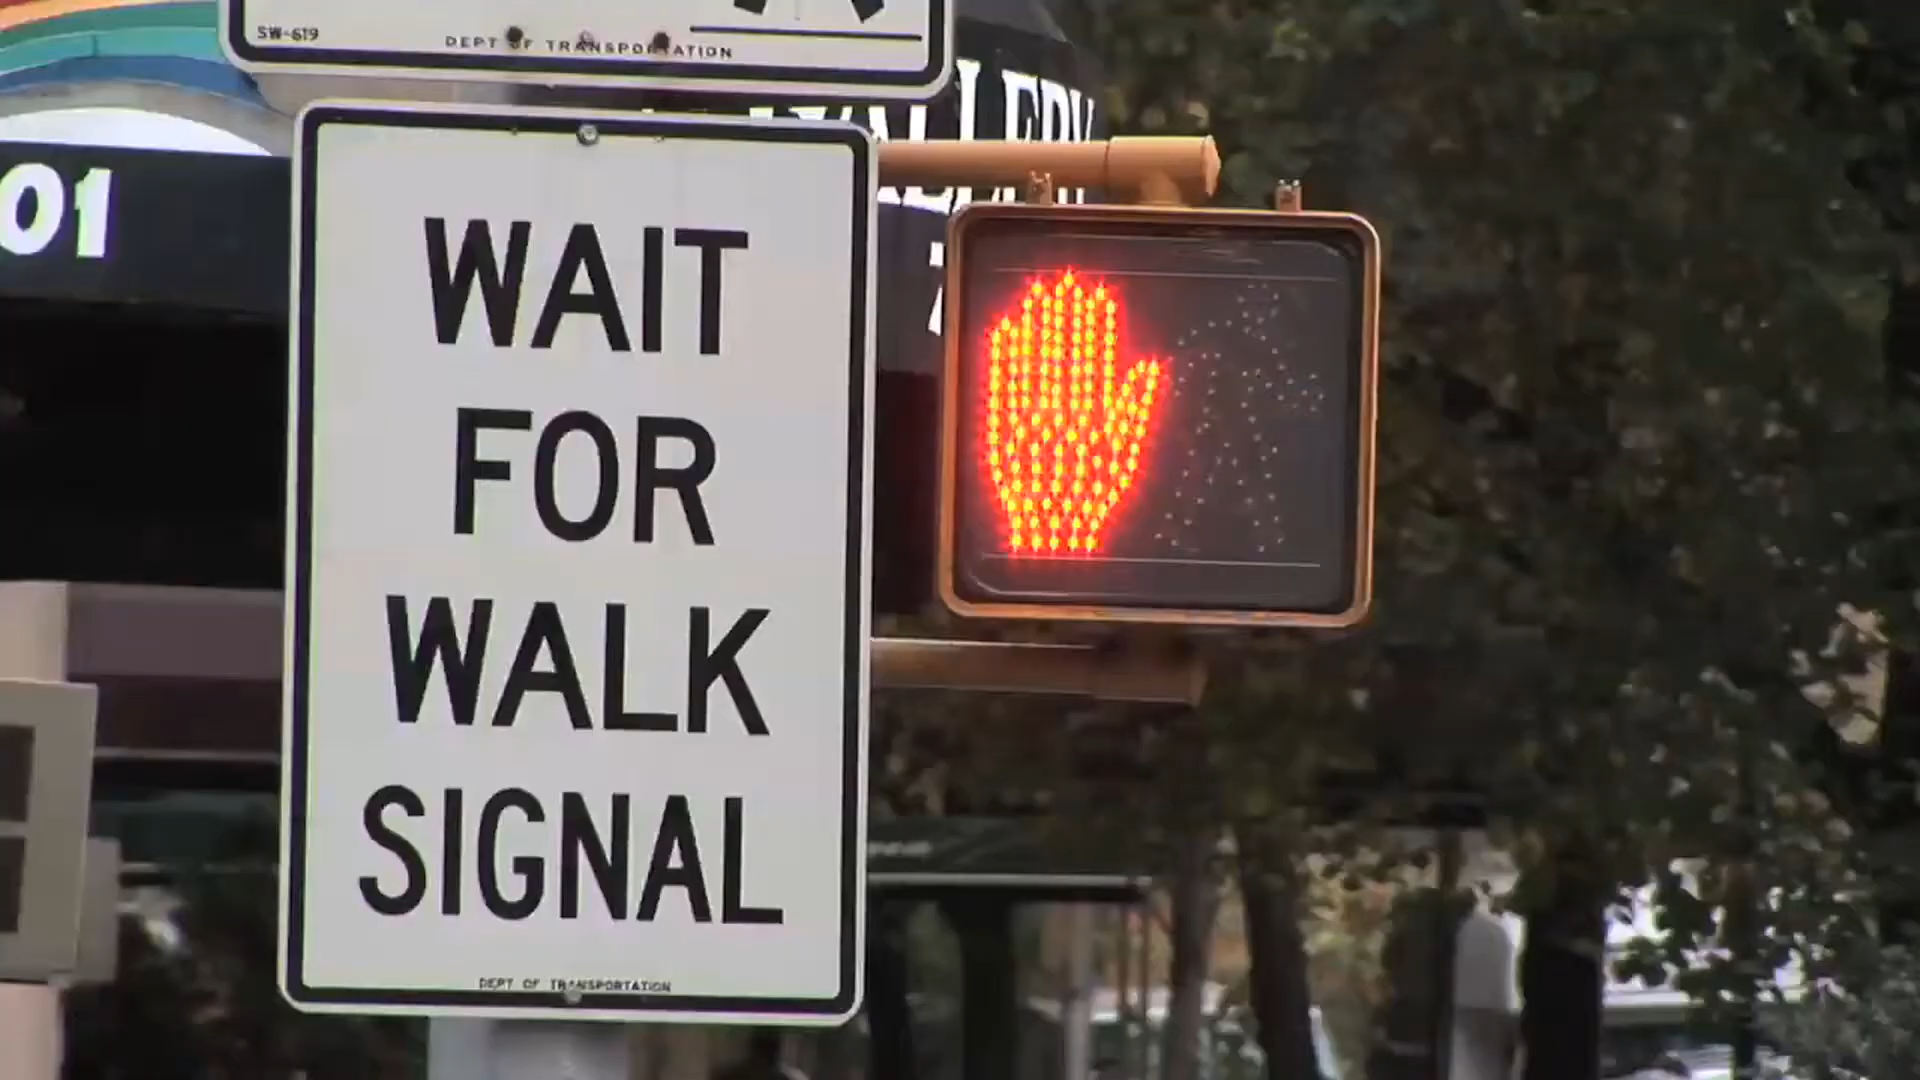 SW-619
DEPT OF TRANSPORTATION
01
WAIT
FOR
WALK
SIGNAL
DEPT OF TRANSPORTATION